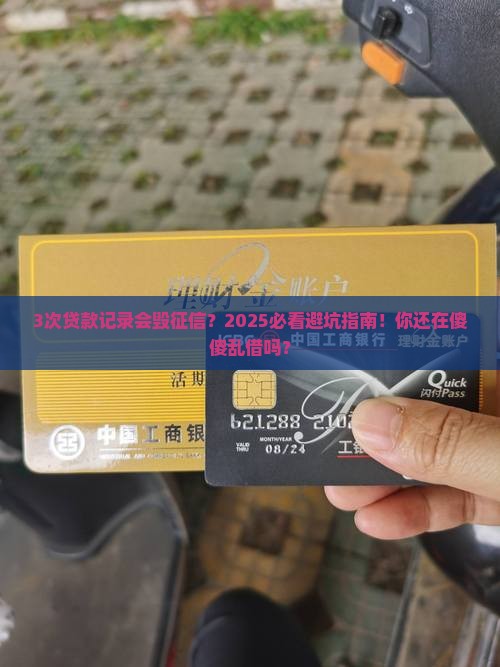 理财金账户
3次贷款记录会毁征信？2025必看避坑指南！你还在傻
傻乱借吗？
中国工商银行 理财金账户
活期
Quick
闪付Pass
中国工商银
621288 2102
MONTH/YEAR
VALID
THRU
08/24
工银